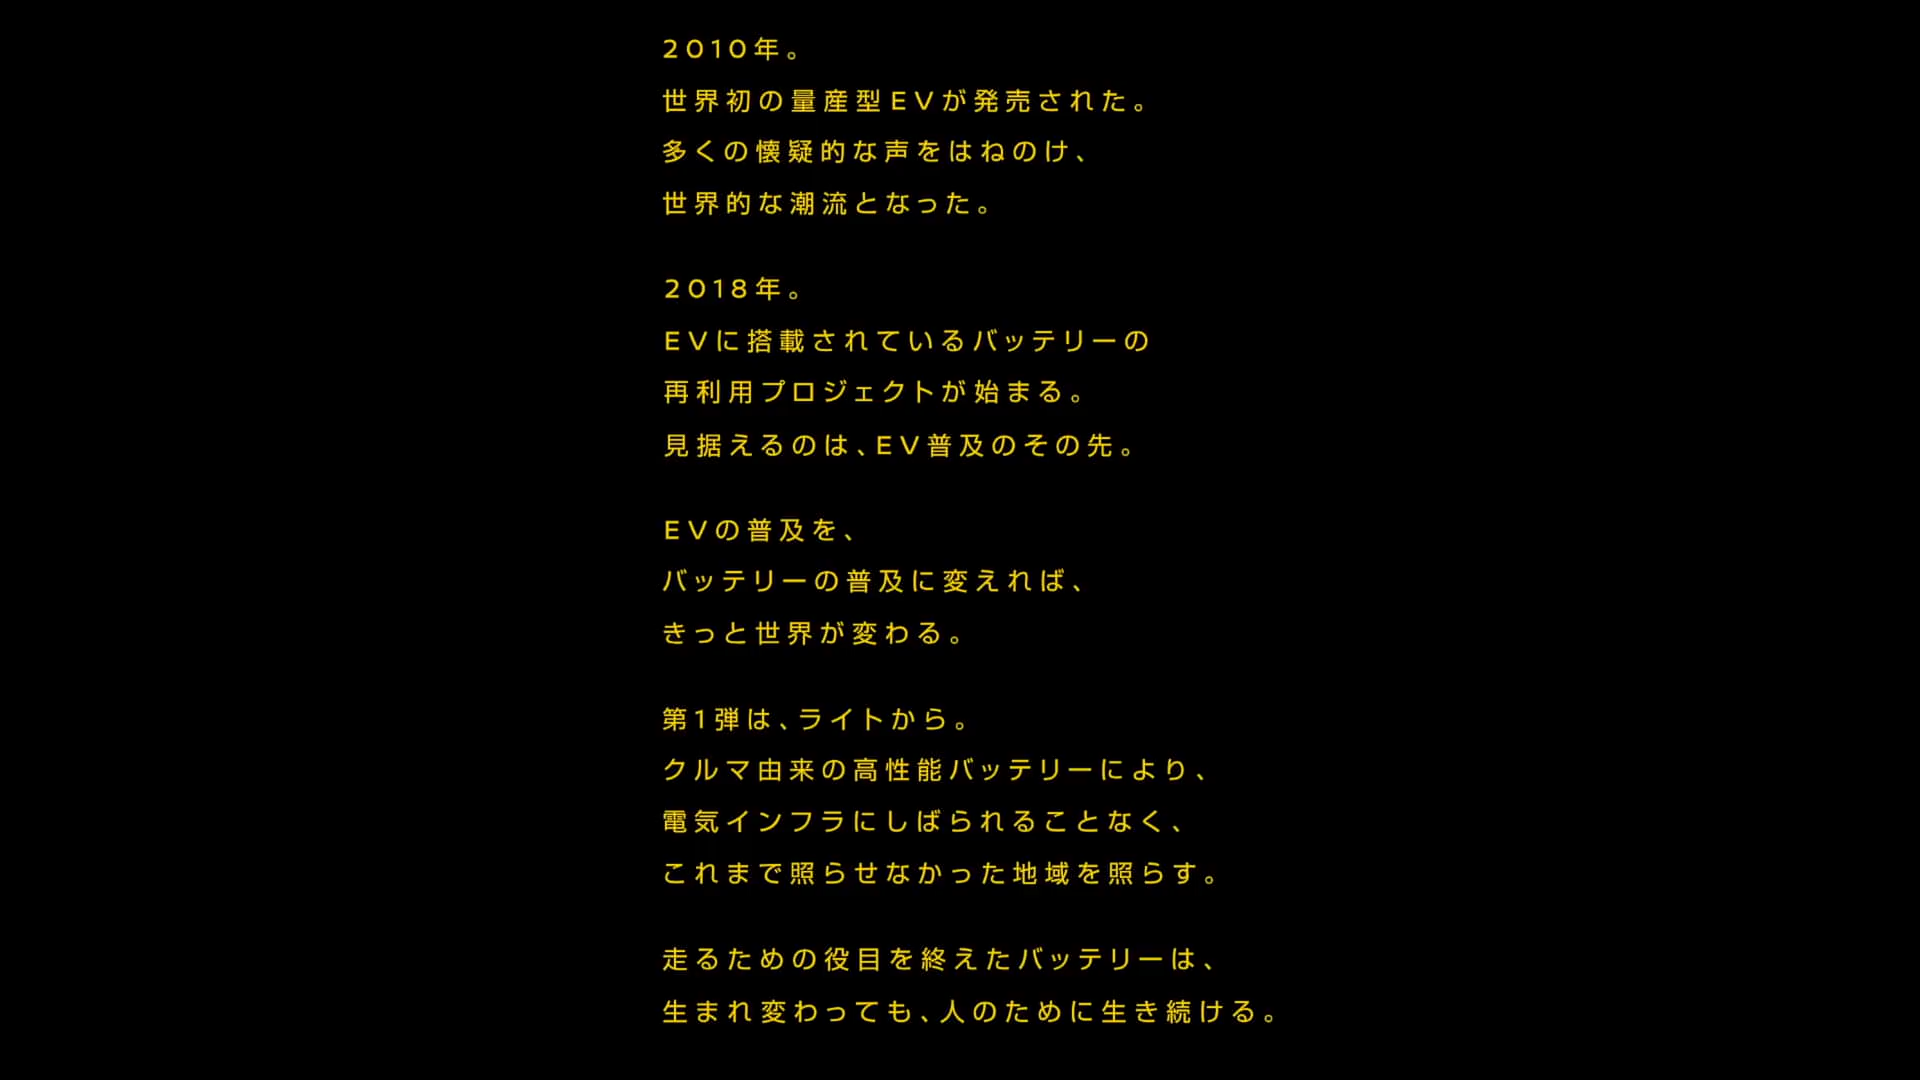 2010年。
世界初の量産型EVが発売された。
多くの懐疑的な声をはねのけ、
世界的な潮流となった。
2018年。
EVに搭載されているバッテリーの
再利用プロジェクトが始まる。
見据えるのは、EV普及のその先。
EVの普及を、
バッテリーの普及に変えれば、
きっと世界が変わる。
第1弾は、ライトから。
クルマ由来の高性能バッテリーにより、
電気インフラにしばられることなく、
これまで照らせなかった地域を照らす。
走るための役目を終えたバッテリーは、
生まれ変わっても、人のために生き続ける。